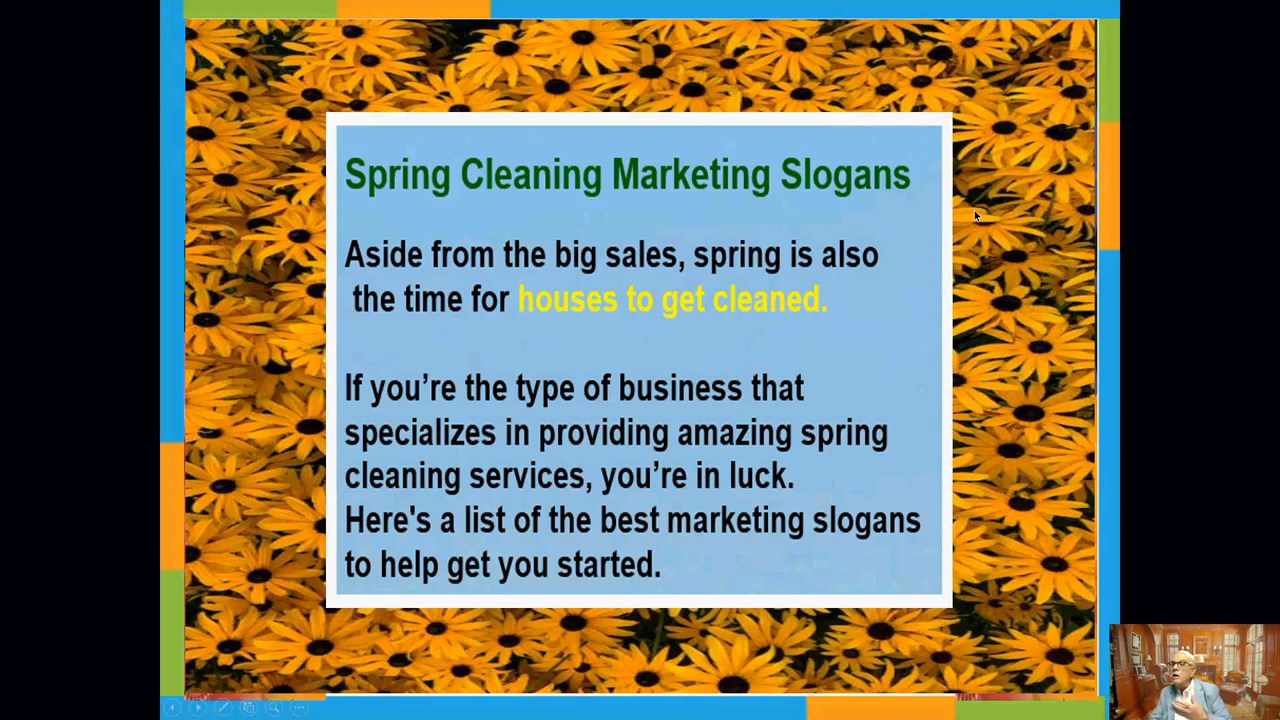 Spring Cleaning Marketing Slogans
Aside from the big sales, spring is also
the time for houses to get cleaned.
If you’re the type of business that
specializes in providing amazing spring
cleaning services, you’re in luck.
Here's a list of the best marketing slogans
to help get you started.